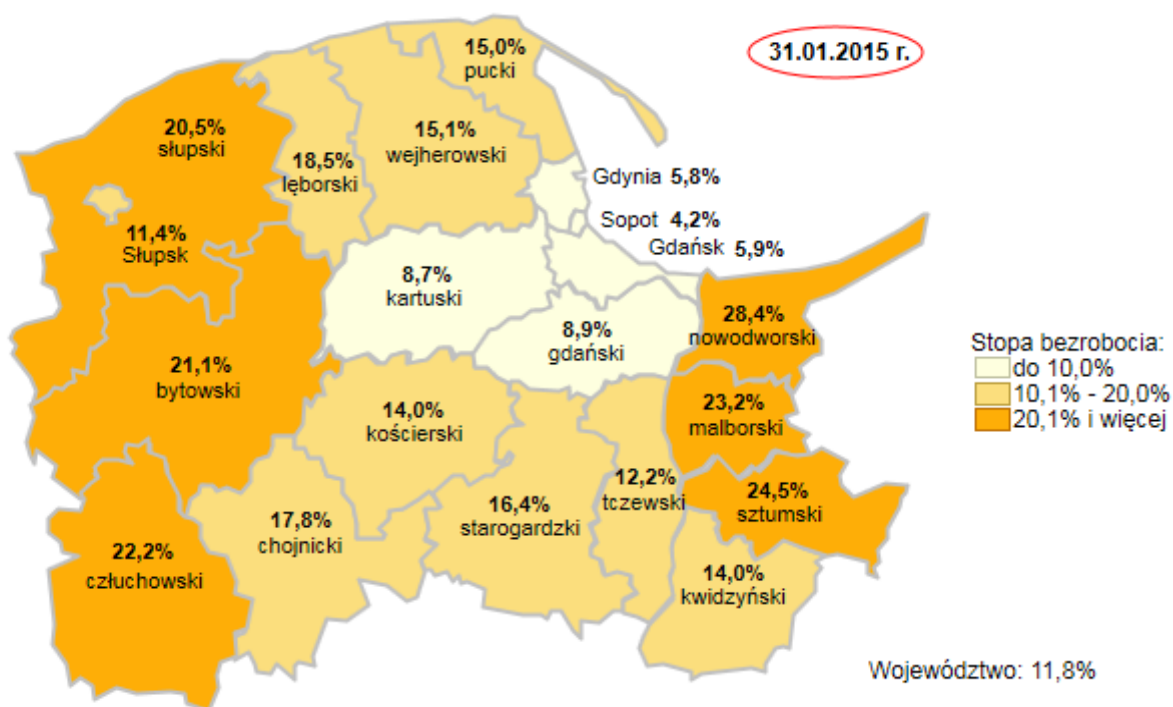 31.01.2015 r.
15,0%
pucki
20,5%
słupski
15,1%
wejherowski
18,5%
lęborski
Gdynia 5,8%
Sopot 4,2%
Gdańsk 5,9%
11,4%
Słupsk
8,7%
kartuski
8,9%
gdański
28,4%
nowodworski
21,1%
bytowski
14,0%
kościerski
23,2%
malborski
12,2%
tczewski
24,5%
sztumski
16,4%
starogardzki
17,8%
chojnicki
22,2%
człuchowski
14,0%
kwidzyński
Stopa bezrobocia:
do 10,0%
10,1% - 20,0%
20,1% i więcej
Województwo: 11,8%